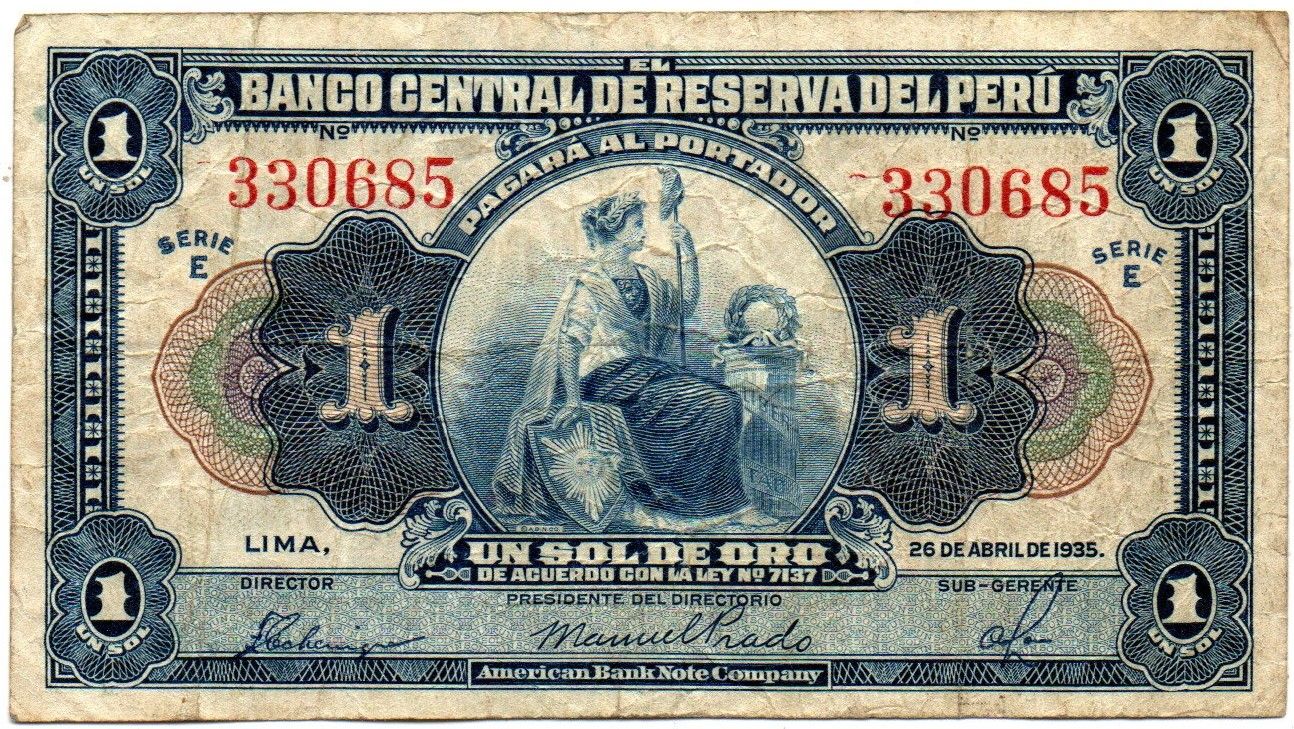 EL
BANCO CENTRAL DE RESERVA DEL PERÚ
1
UN SOL
1
UN SOL
Nº
Nº
330685
330685
PAGARÁ AL PORTADOR
SERIE
E
SERIE
E
1
1
LIMA,
UN SOL DE ORO
26 DE ABRIL DE 1935.
DE ACUERDO CON LA LEY Nº 7137
DIRECTOR
PRESIDENTE DEL DIRECTORIO
SUB-GERENTE
1
UN SOL
Manuel Prado
1
UN SOL
American Bank Note Company